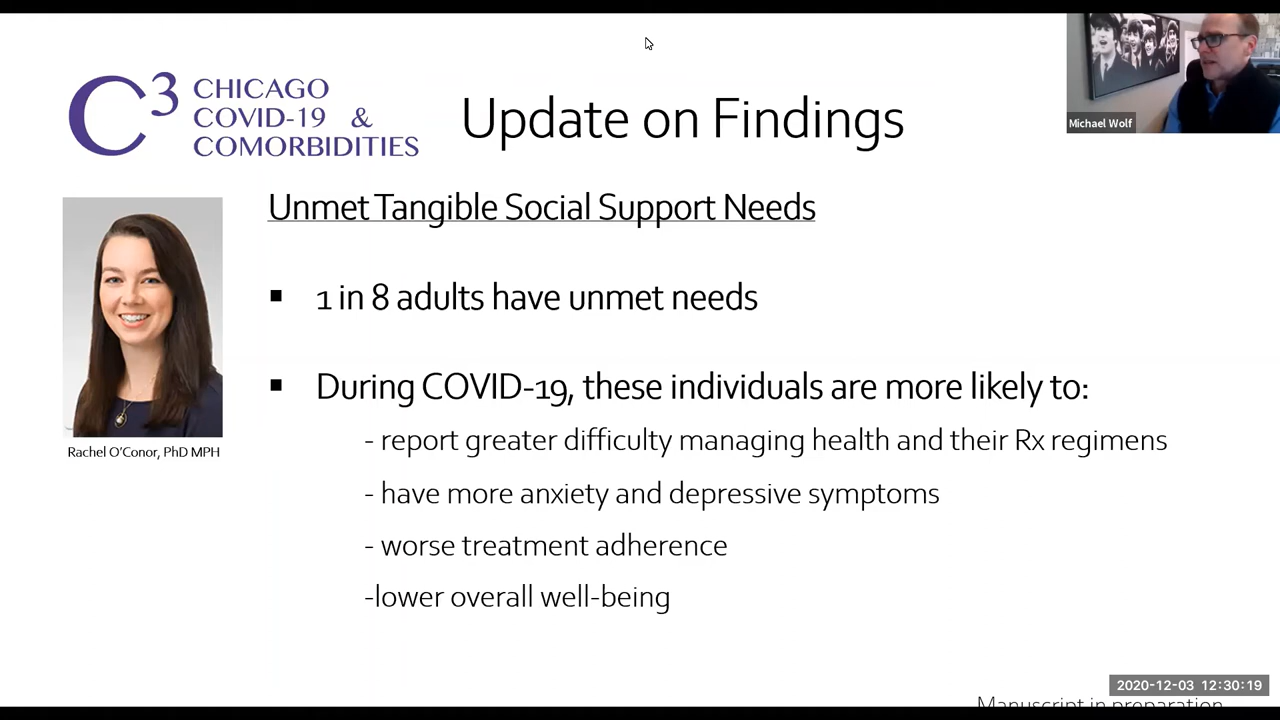 C3 CHICAGO
COVID-19 &
COMORBIDITIES
Update on Findings
Michael Wolf
Unmet Tangible Social Support Needs
▪ 1 in 8 adults have unmet needs
▪ During COVID-19, these individuals are more likely to:
- report greater difficulty managing health and their Rx regimens
- have more anxiety and depressive symptoms
- worse treatment adherence
-lower overall well-being
Rachel O'Conor, PhD MPH
2020-12-03 12:30:19
Manuscript in preparation